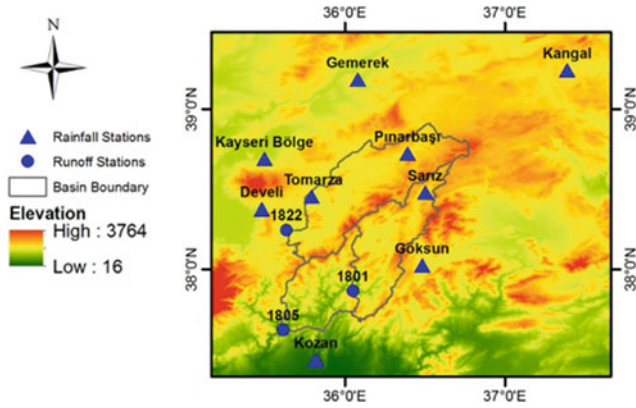 N
Rainfall Stations
Runoff Stations
Basin Boundary
Elevation
High : 3764
Low : 16
36°0'E
37°0'E
39°0'N
38°0'N
39°0'N
38°0'N
36°0'E
37°0'E
Kangal
Gemerek
Kayseri Bölge
Pınarbaşı
Tomarza
Sarız
Develi
1822
Göksun
1801
1805
Kozan